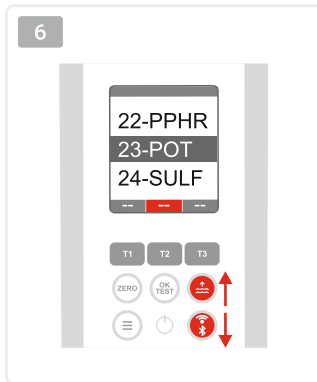 6
22-PPHR
23-POT
24-SULF
-- -- --
T1 T2 T3
ZERO
OK
TEST